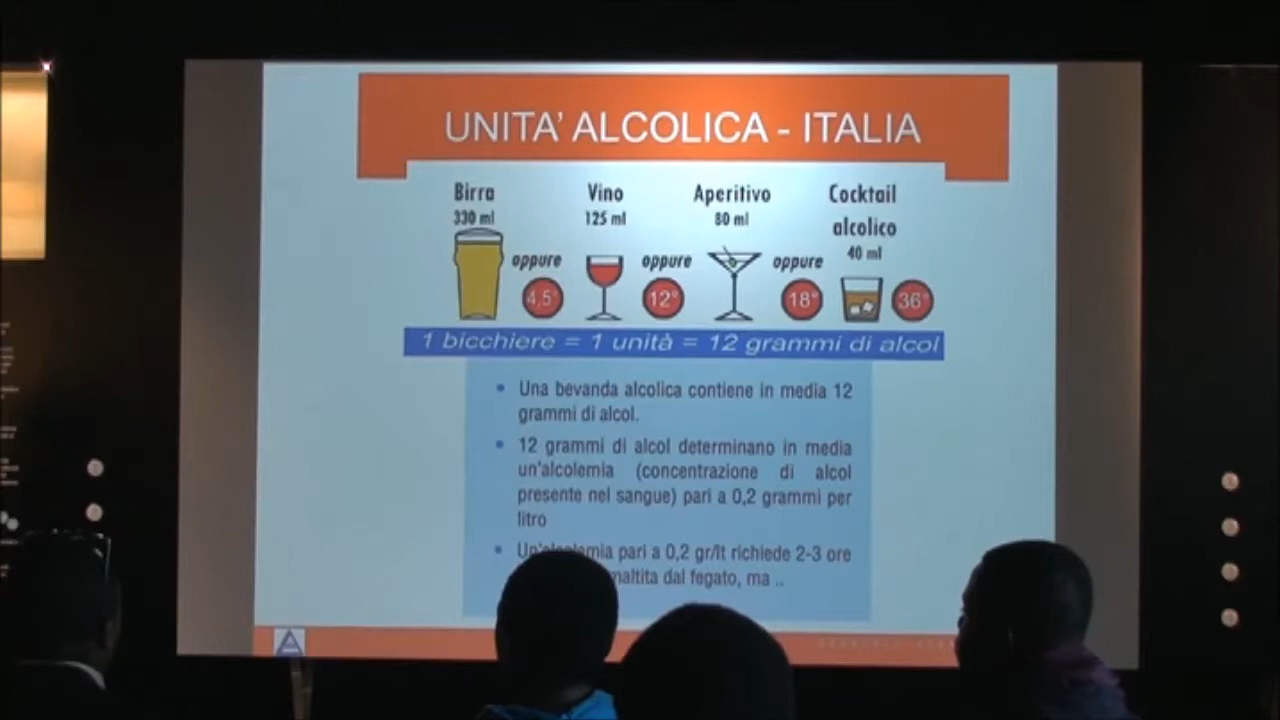 UNITA' ALCOLICA - ITALIA
Birra
330 ml
Vino
125 ml
Aperitivo
80 ml
Cocktail
alcolico
40 ml
oppure
4,5°
oppure
12°
oppure
18°
36°
1 bicchiere = 1 unità = 12 grammi di alcol
• Una bevanda alcolica contiene in media 12
grammi di alcol.
• 12 grammi di alcol determinano in media
un'alcolemia (concentrazione di alcol
presente nel sangue) pari a 0,2 grammi per
litro
• Un'alcolemia pari a 0,2 gr/lt richiede 2-3 ore
dal fegato, ma ..